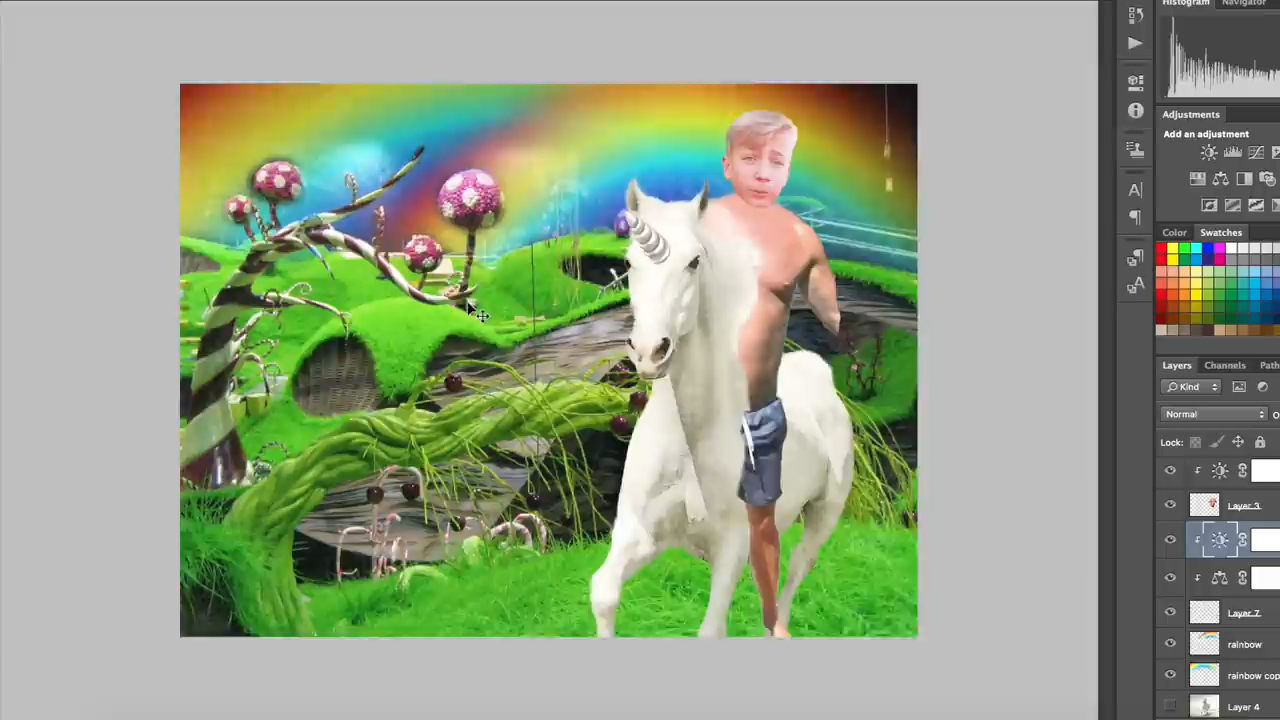 Histogram Navigator
Adjustments
Add an adjustment
A
Color Swatches
A
Layers Channels Path
Kind
Normal
Lock:
Layer 3
Layer 7
rainbow
rainbow cop
Layer 4